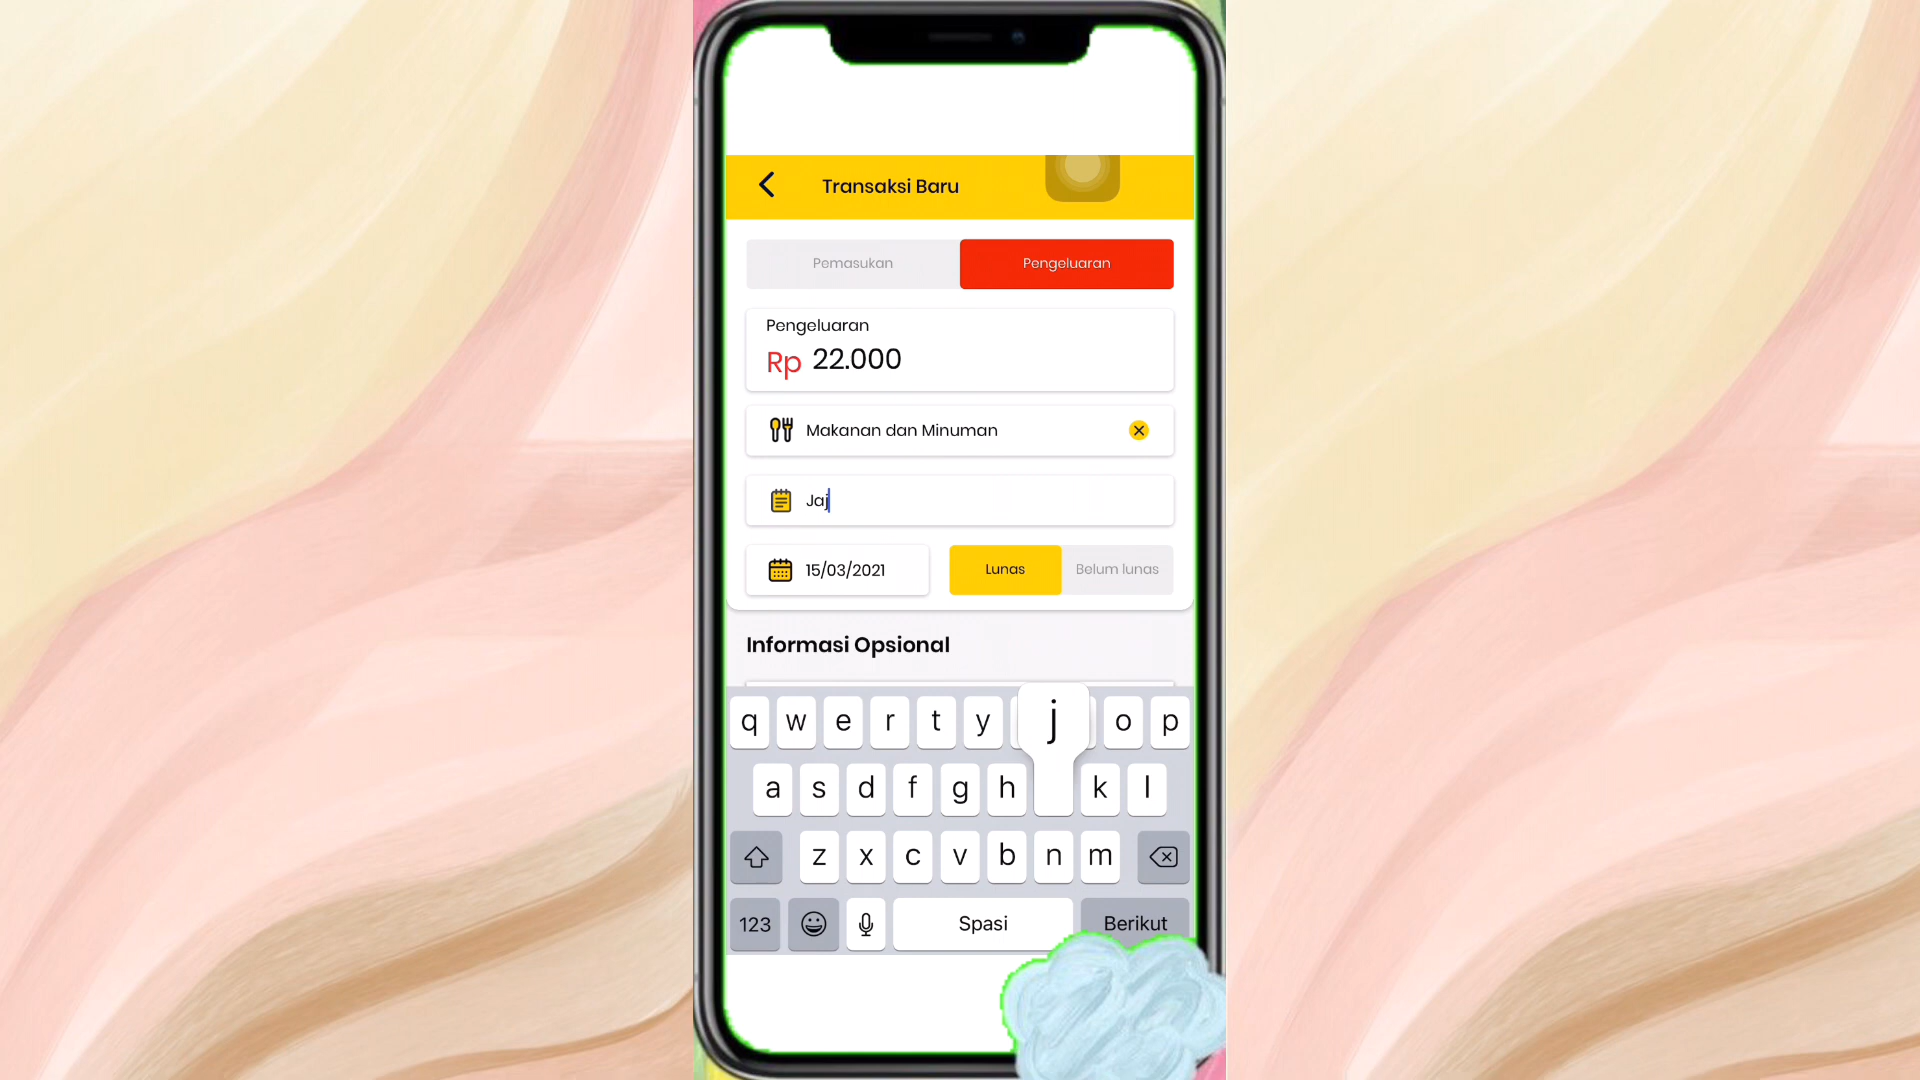 Transaksi Baru
Pemasukan Pengeluaran
Pengeluaran
Rp 22.000
Makanan dan Minuman
Jaj
15/03/2021 Lunas Belum lunas
Informasi Opsional
q w e r t y j o p
a s d f g h k l
z x c v b n m
123 Spasi Berikut